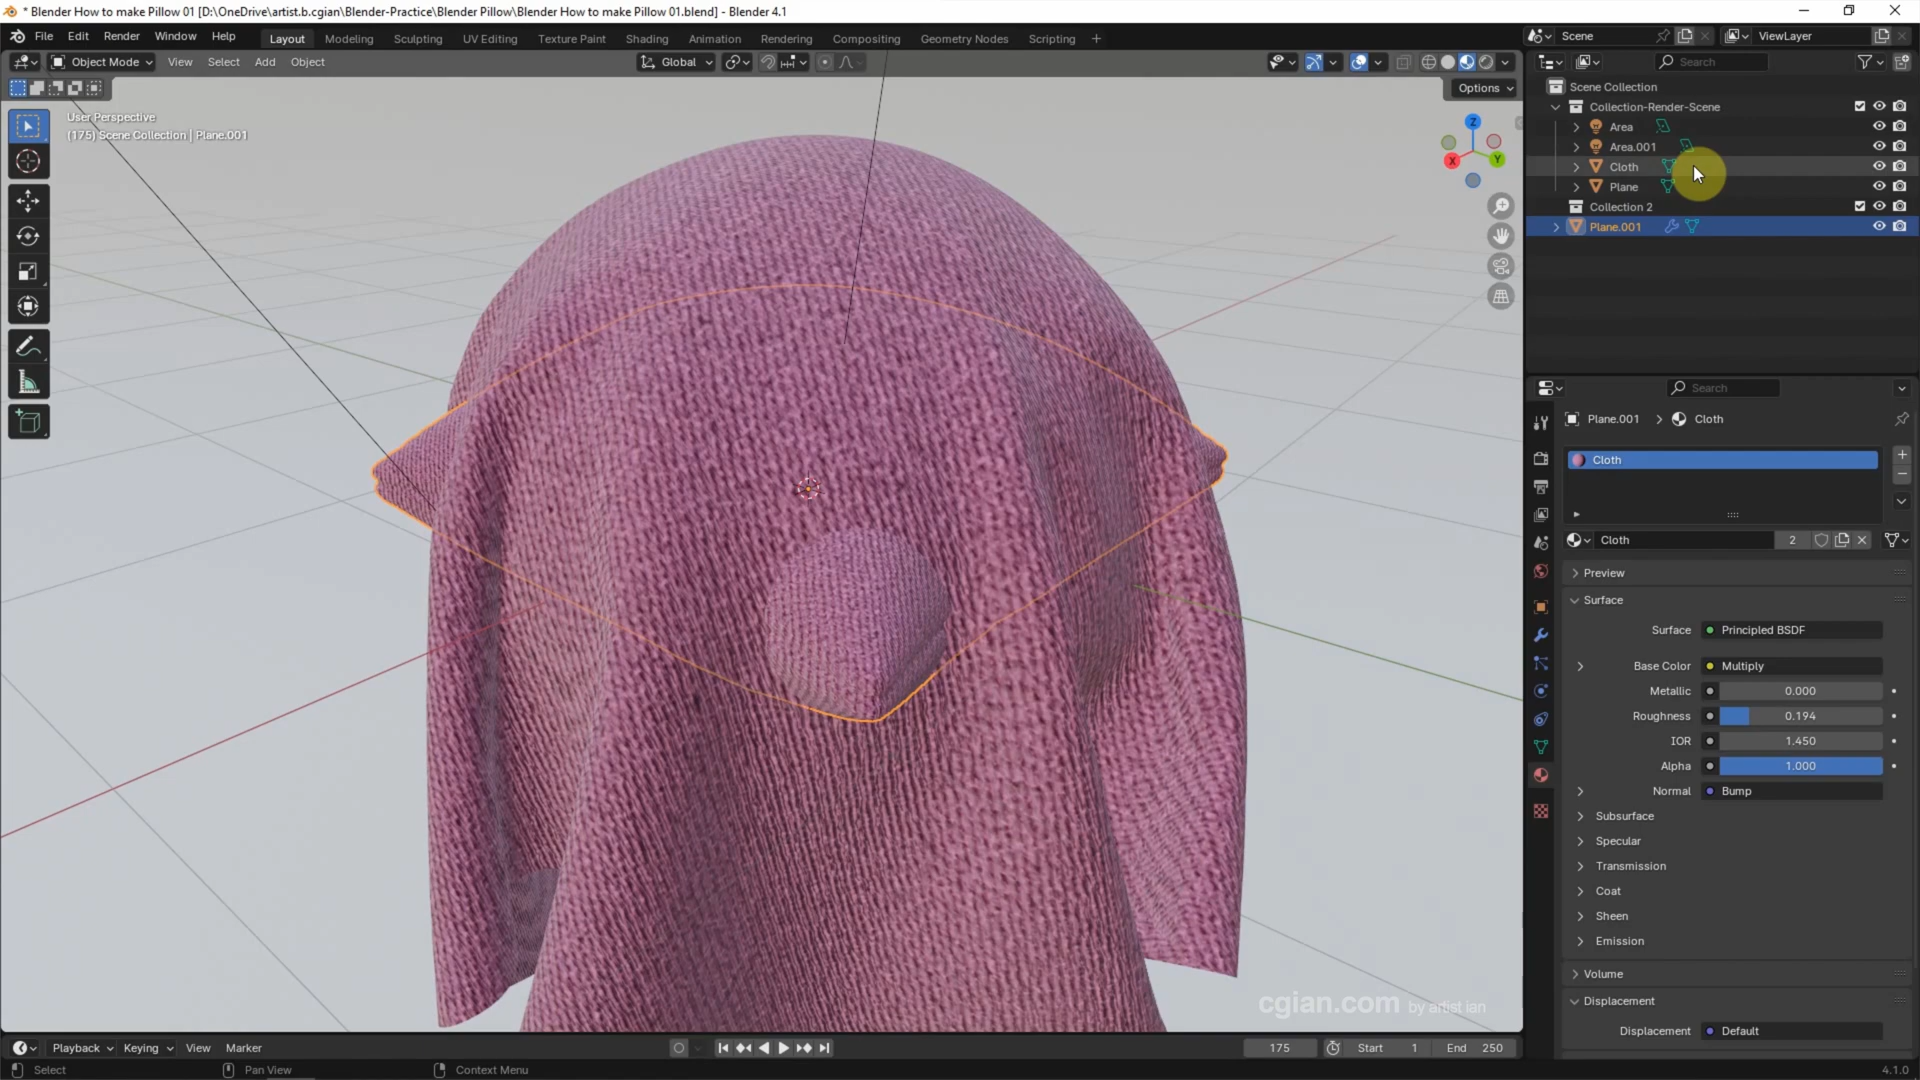 * Blender How to make Pillow 01 [D:\OneDrive\artist.b.cgian\Blender-Practice\Blender Pillow\Blender How to make Pillow 01.blend] - Blender 4.1
File Edit Render Window Help Layout Modeling Sculpting UV Editing Texture Paint Shading Animation Rendering Compositing Geometry Nodes Scripting + Scene ViewLayer
Object Mode View Select Add Object Global Search
Options
Scene Collection
Collection-Render-Scene
Area
Area.001
Cloth
Plane
Collection 2
Plane.001
User Perspective
(175) Scene Collection | Plane.001
Z
X Y
Search
Plane.001 > Cloth
Cloth
Cloth 2
Preview
Surface
Surface Principled BSDF
Base Color Multiply
Metallic 0.000
Roughness 0.194
IOR 1.450
Alpha 1.000
Normal Bump
Subsurface
Specular
Transmission
Coat
Sheen
Emission
Volume
Displacement
Displacement Default
cgian.com by artist ian
Playback Keying View Marker 175 Start 1 End 250
Select Pan View Context Menu 4.1.0